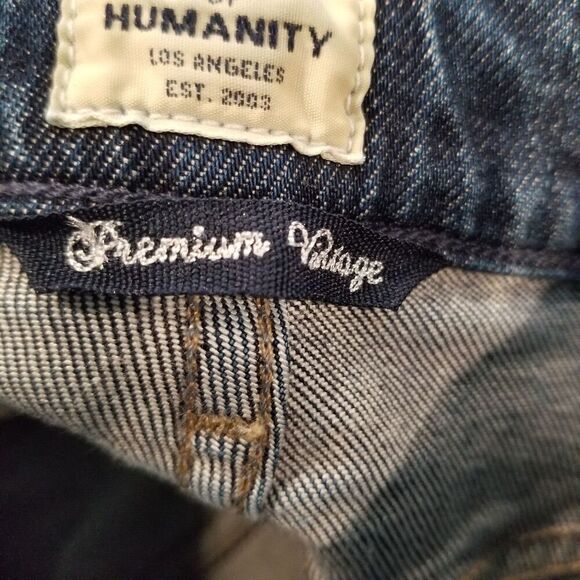 HUMANITY
LOS ANGELES
EST. 2003
Premium Vintage